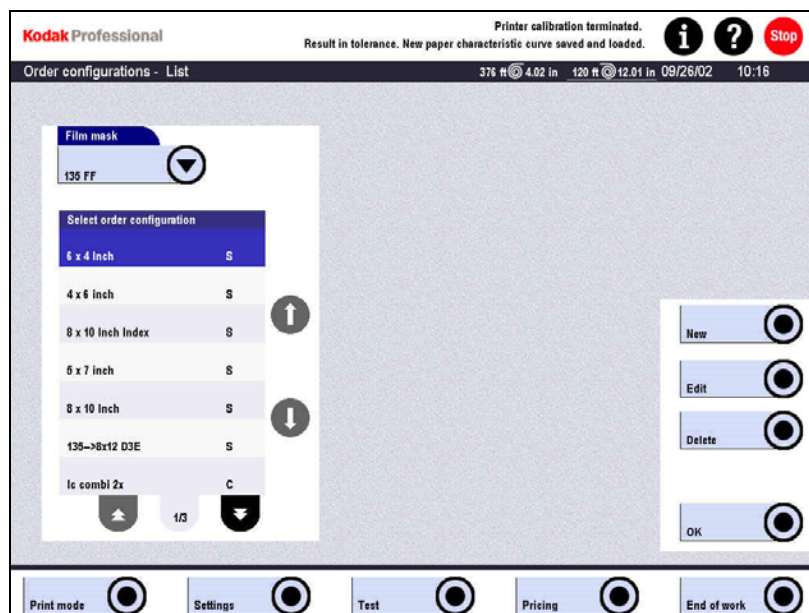 Kodak Professional
Printer calibration terminated.
Result in tolerance. New paper characteristic curve saved and loaded.
i
?
Stop
Order configurations - List
376 ft 4.02 in 120 ft 12.01 in 09/26/02 10:16
Film mask
135 FF
Select order configuration
6 x 4 Inch S
4 x 6 inch S
8 x 10 Inch Index S
5 x 7 inch S
8 x 10 Inch S
135->8x12 D3E S
Ic combi 2x C
1/3
New
Edit
Delete
OK
Print mode
Settings
Test
Pricing
End of work